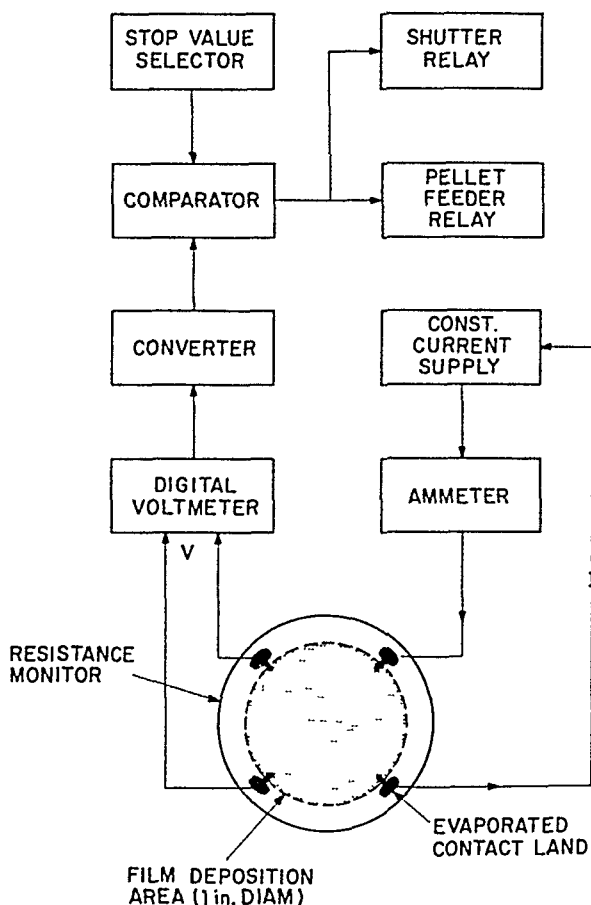 STOP VALUE
SELECTOR
SHUTTER
RELAY
COMPARATOR
PELLET
FEEDER
RELAY
CONVERTER
CONST.
CURRENT
SUPPLY
DIGITAL
VOLTMETER
AMMETER
V
I
RESISTANCE
MONITOR
EVAPORATED
CONTACT LAND
FILM DEPOSITION
AREA (1 in. DIAM)